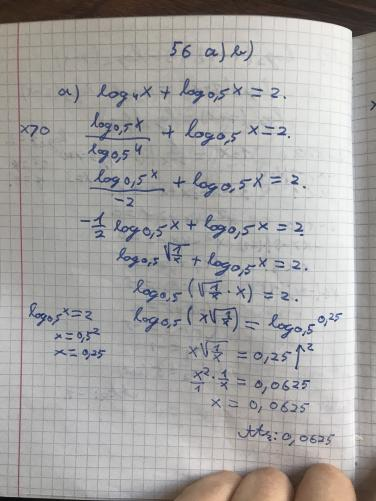 56 а) в)
а) log₄x + log₀,₅x = 2.
x>0 log₀,₅x / log₀,₅4 + log₀,₅x = 2.
log₀,₅x / -2 + log₀,₅x = 2.
-1/2 log₀,₅x + log₀,₅x = 2
log₀,₅√(1/x) + log₀,₅x = 2.
log₀,₅(√(1/x) · x) = 2.
log₀,₅(x√(1/x)) = log₀,₅0,25
x√(1/x) = 0,25 ↑²
x²/1 · 1/x = 0,0625
x = 0,0625
log₀,₅x = 2
x = 0,5²
x = 0,25
: 0,0625